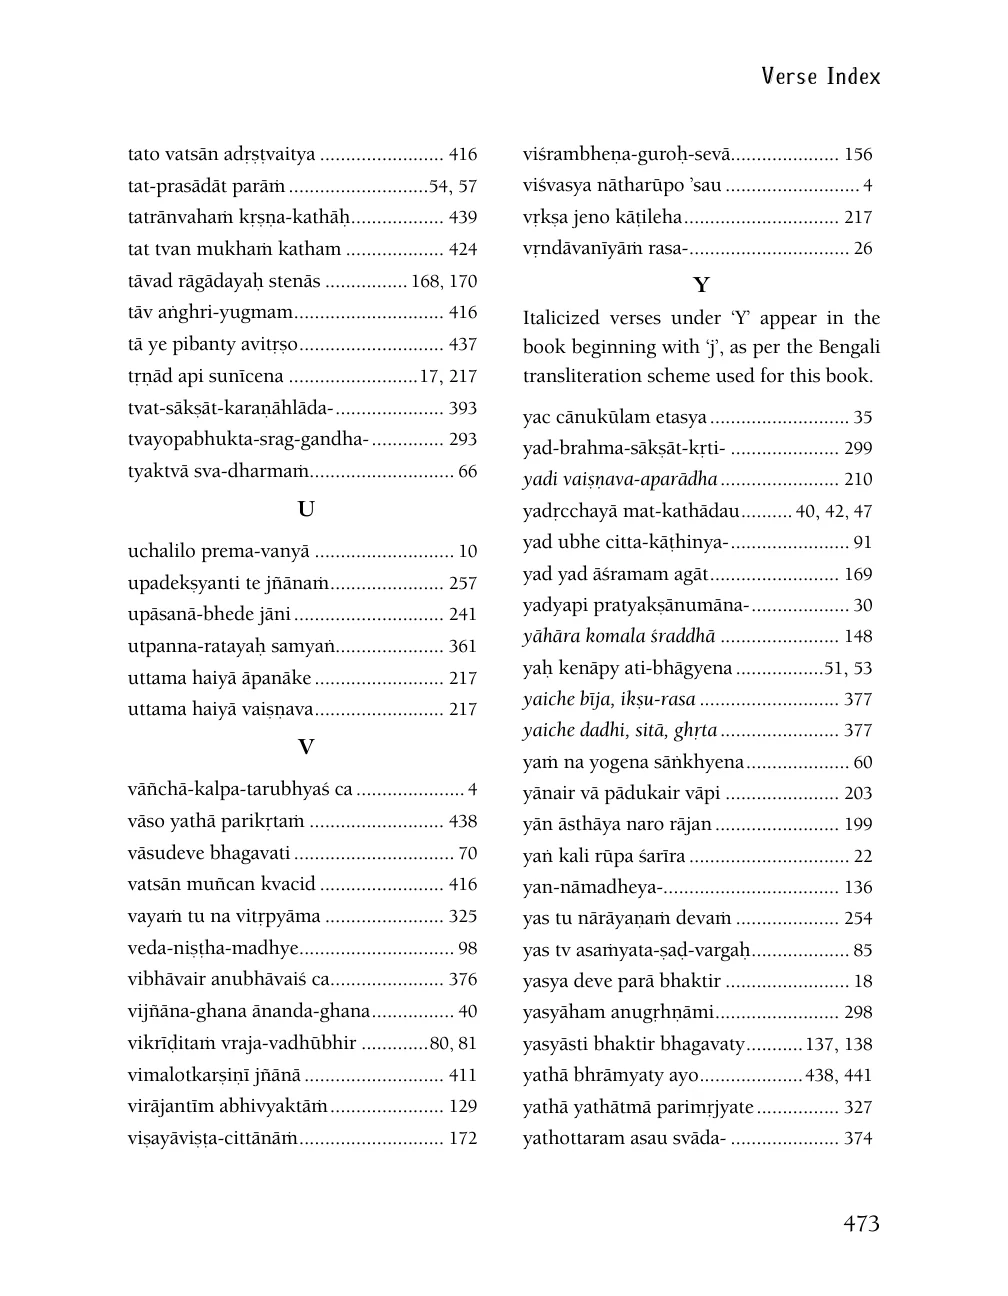 Verse Index
tato vatsān adṛṣṭvaitya ........................ 416
tat-prasādāt parāṁ ...........................54, 57
tatrānvahaṁ kṛṣṇa-kathāḥ.................. 439
tat tvan mukhaṁ katham ................... 424
tāvad rāgādayaḥ stenās ................ 168, 170
tāv aṅghri-yugmam............................. 416
tā ye pibanty avitṛṣo............................ 437
tṛṇād api sunīcena .........................17, 217
tvat-sākṣāt-karaṇāhlāda-..................... 393
tvayopabhukta-srag-gandha-.............. 293
tyaktvā sva-dharmaṁ............................ 66
U
uchalilo prema-vanyā ........................... 10
upadekṣyanti te jñānaṁ...................... 257
upāsanā-bhede jāni ............................. 241
utpanna-ratayaḥ samyaṅ..................... 361
uttama haiyā āpanāke ......................... 217
uttama haiyā vaiṣṇava......................... 217
V
vāñchā-kalpa-tarubhyaś ca ..................... 4
vāso yathā parikṛtaṁ .......................... 438
vāsudeve bhagavati ............................... 70
vatsān muñcan kvacid ........................ 416
vayaṁ tu na vitṛpyāma ....................... 325
veda-niṣṭha-madhye.............................. 98
vibhāvair anubhāvaiś ca...................... 376
vijñāna-ghana ānanda-ghana................ 40
vikrīḍitaṁ vraja-vadhūbhir .............80, 81
vimalotkarṣiṇī jñānā ........................... 411
virājantīm abhivyaktāṁ...................... 129
viṣayāviṣṭa-cittānāṁ............................ 172
viśrambheṇa-guroḥ-sevā..................... 156
viśvasya nātharūpo ’sau .......................... 4
vṛkṣa jeno kāṭileha.............................. 217
vṛndāvanīyāṁ rasa-............................... 26
Y
Italicized verses under ‘Y’ appear in the
book beginning with ‘j’, as per the Bengali
transliteration scheme used for this book.
yac cānukūlam etasya ........................... 35
yad-brahma-sākṣāt-kṛti- ..................... 299
yadi vaiṣṇava-aparādha ....................... 210
yadṛcchayā mat-kathādau.......... 40, 42, 47
yad ubhe citta-kāṭhinya-....................... 91
yad yad āśramam agāt......................... 169
yadyapi pratyakṣānumāna-................... 30
yāhāra komala śraddhā ....................... 148
yaḥ kenāpy ati-bhāgyena .................51, 53
yaiche bīja, ikṣu-rasa ........................... 377
yaiche dadhi, sitā, ghṛta ....................... 377
yaṁ na yogena sāṅkhyena.................... 60
yānair vā pādukair vāpi ...................... 203
yān āsthāya naro rājan ........................ 199
yaṅ kali rūpa śarīra ............................... 22
yan-nāmadheya-.................................. 136
yas tu nārāyaṇaṁ devaṁ .................... 254
yas tv asaṁyata-ṣaḍ-vargaḥ................... 85
yasya deve parā bhaktir ........................ 18
yasyāham anugṛhṇāmi........................ 298
yasyāsti bhaktir bhagavaty........... 137, 138
yathā bhrāmyaty ayo.................... 438, 441
yathā yathātmā parimṛjyate................ 327
yathottaram asau svāda- ..................... 374
473